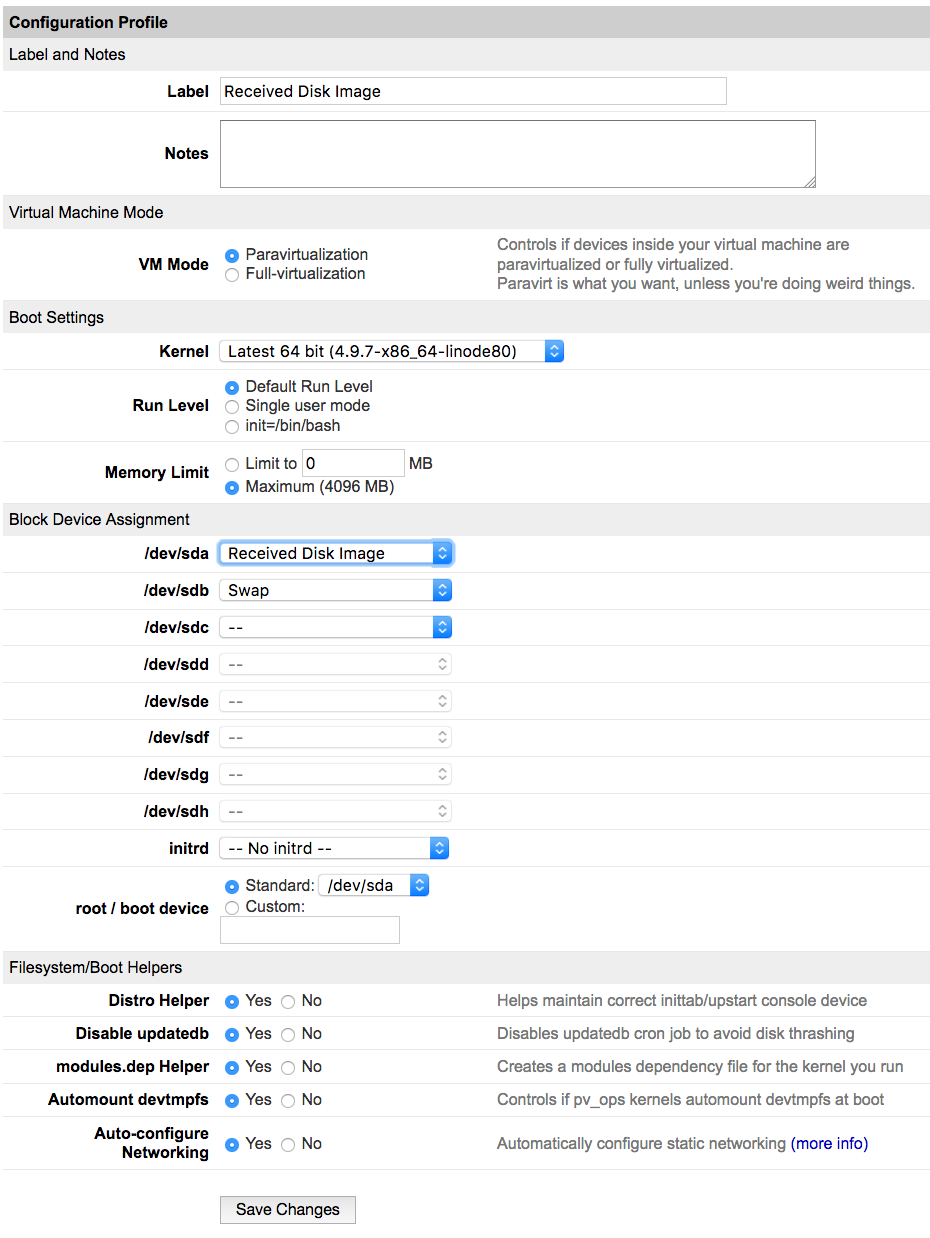 Configuration Profile
Label and Notes
Label Received Disk Image
Notes
Virtual Machine Mode
VM Mode Paravirtualization
Full-virtualization
Controls if devices inside your virtual machine are
paravirtualized or fully virtualized.
Paravirt is what you want, unless you're doing weird things.
Boot Settings
Kernel Latest 64 bit (4.9.7-x86_64-linode80)
Run Level Default Run Level
Single user mode
init=/bin/bash
Memory Limit Limit to 0 MB
Maximum (4096 MB)
Block Device Assignment
/dev/sda Received Disk Image
/dev/sdb Swap
/dev/sdc --
/dev/sdd --
/dev/sde --
/dev/sdf --
/dev/sdg --
/dev/sdh --
initrd -- No initrd --
root / boot device Standard: /dev/sda
Custom:
Filesystem/Boot Helpers
Distro Helper Yes No Helps maintain correct inittab/upstart console device
Disable updatedb Yes No Disables updatedb cron job to avoid disk thrashing
modules.dep Helper Yes No Creates a modules dependency file for the kernel you run
Automount devtmpfs Yes No Controls if pv_ops kernels automount devtmpfs at boot
Auto-configure
Networking Yes No Automatically configure static networking (more info)
Save Changes